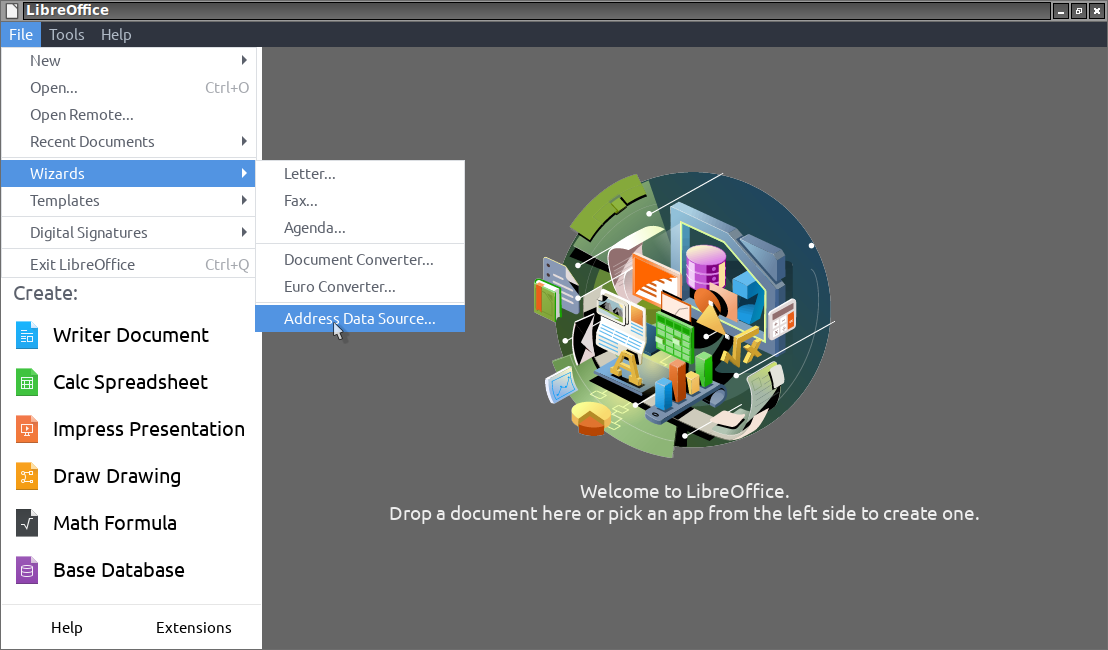 LibreOffice
File Tools Help
New
Open... Ctrl+O
Open Remote...
Recent Documents
Wizards
Templates
Digital Signatures
Exit LibreOffice Ctrl+Q
Letter...
Fax...
Agenda...
Document Converter...
Euro Converter...
Address Data Source...
Create:
Writer Document
Calc Spreadsheet
Impress Presentation
Draw Drawing
Math Formula
Base Database
Help Extensions
Welcome to LibreOffice.
Drop a document here or pick an app from the left side to create one.